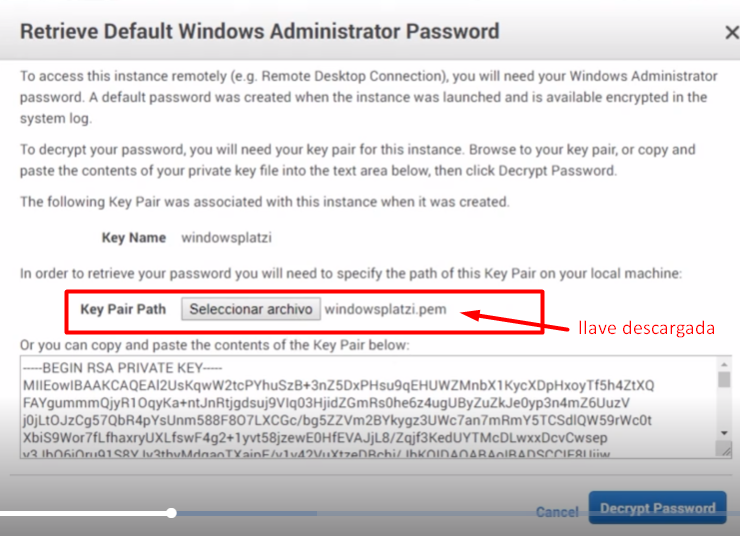 Retrieve Default Windows Administrator Password
To access this instance remotely (e.g. Remote Desktop Connection), you will need your Windows Administrator
password. A default password was created when the instance was launched and is available encrypted in the
system log.
To decrypt your password, you will need your key pair for this instance. Browse to your key pair, or copy and
paste the contents of your private key file into the text area below, then click Decrypt Password.
The following Key Pair was associated with this instance when it was created.
Key Name windowsplatzi
In order to retrieve your password you will need to specify the path of this Key Pair on your local machine:
Key Pair Path Seleccionar archivo windowsplatzi.pem
llave descargada
Or you can copy and paste the contents of the Key Pair below:
-----BEGIN RSA PRIVATE KEY-----
MIIEowIBAAKCAQEAl2UsKqwW2tcPYhuSzB+3nZ5DxPHsu9qEHUWZMnbX1KycXDpHxoyTf5h4ZtXQ
FAYgummmQjyR1OqyKa+ntJnRtjgdsuj9VIq03HjidZGmRs0he6z4ugUByZuZkJe0yp3n4mZ6UuzV
j0jLtOJzCg57QbR4pYsUnm588F8O7LXCGc/bg5ZZVm2BYkygz3UWc7an7mRmY5TCSdlQW59rWc0t
XbiS9Wor7fLfhaxryUXLfswF4g2+1yvt58jzewE0HfEVAJjL8/Zqjf3KedUYTMcDLwxxDcvCwsep
Cancel Decrypt Password